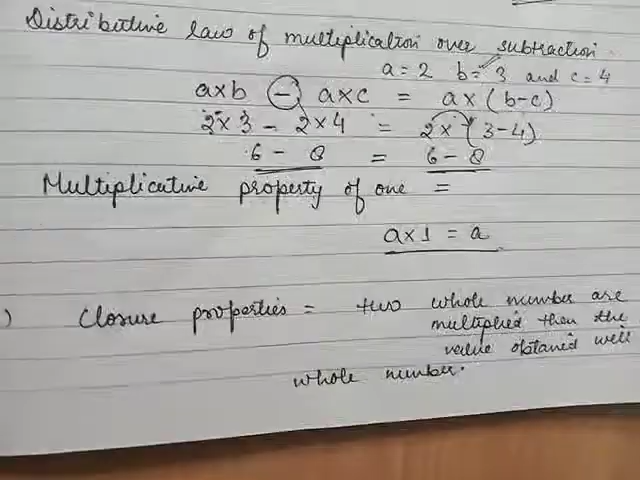 Distributive law of multiplication over subtraction.
a = 2 b = 3 and c = 4
a×b - a×c = a×(b-c)
2×3 - 2×4 = 2×(3-4)
6 - 8 = 6 - 8
Multiplicative property of one =
a×1 = a
) Closure properties = two whole number are
multiplied then the
value obtained well
whole number.